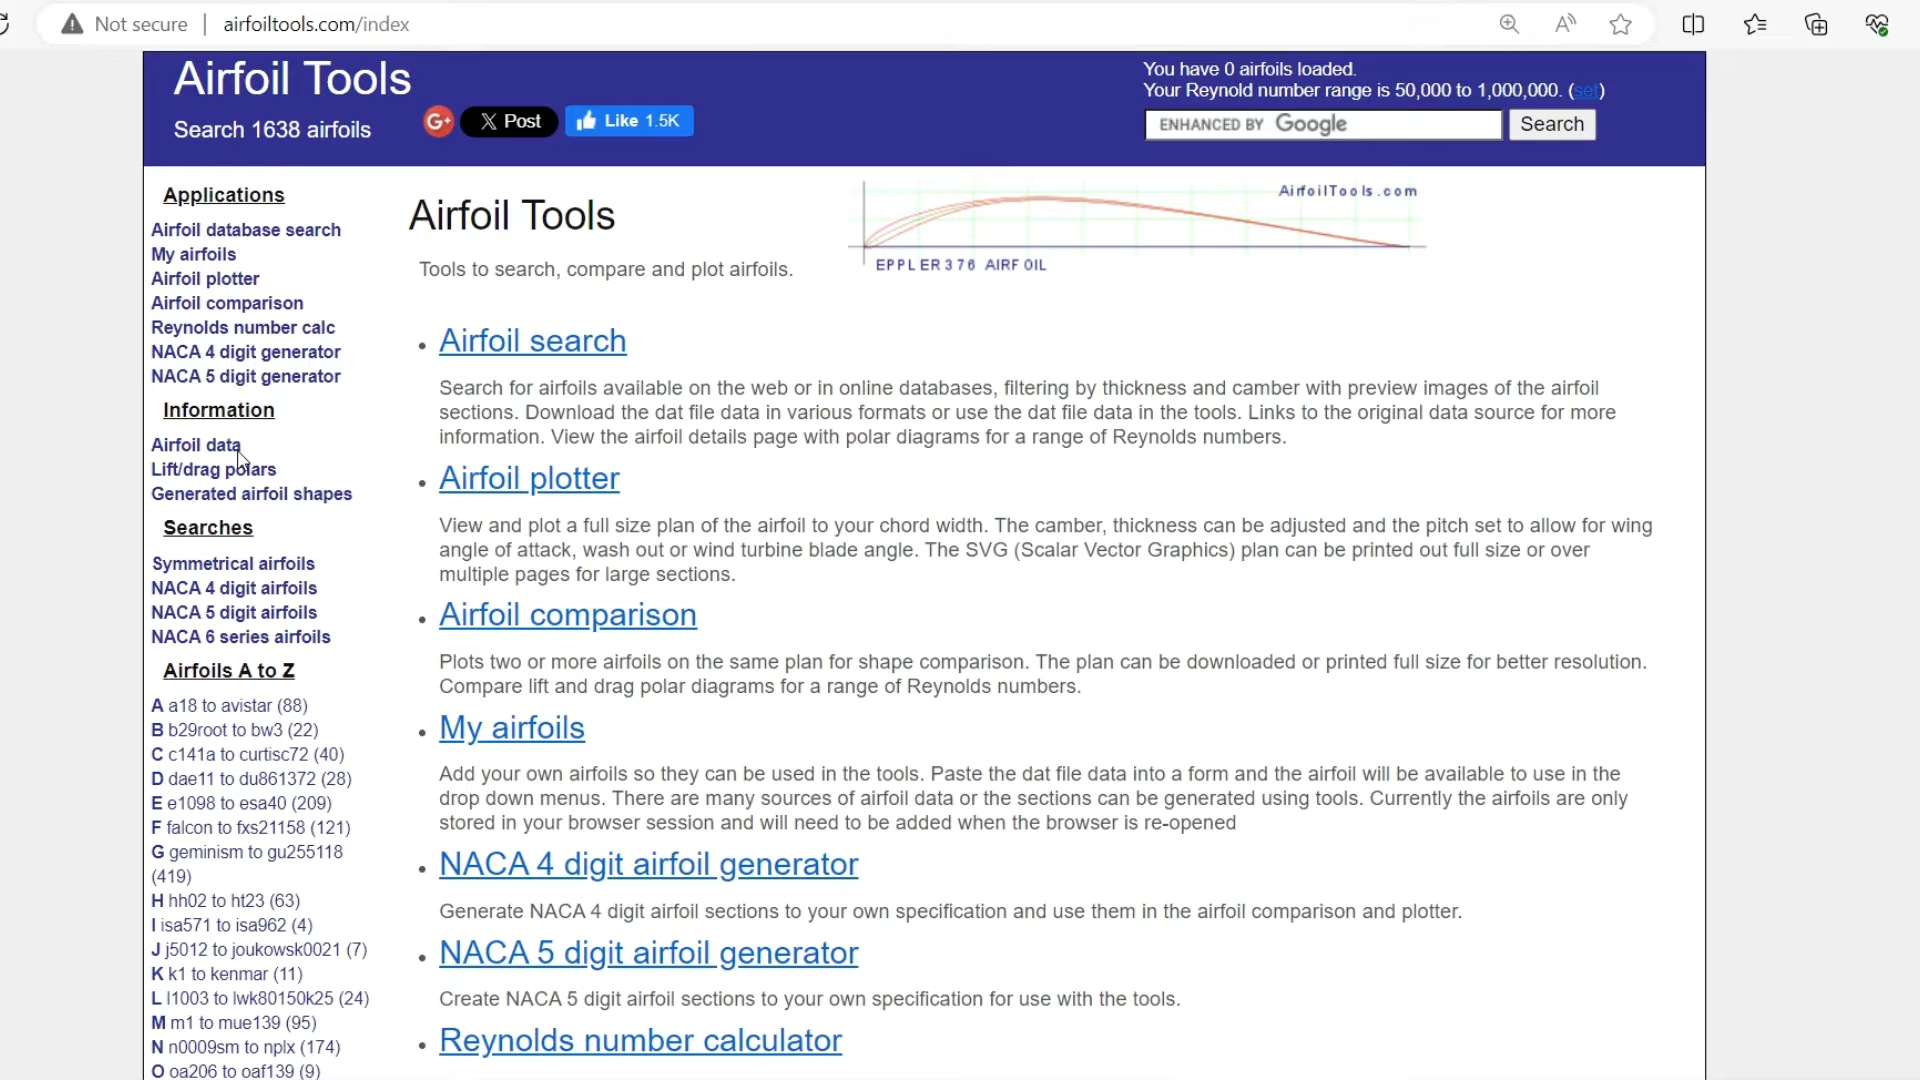 Not secure
airfoiltools.com/index
Airfoil Tools
Search 1638 airfoils
G+
X Post
Like 1.5K
You have 0 airfoils loaded.
Your Reynold number range is 50,000 to 1,000,000. (set)
ENHANCED BY Google
Search
Applications
Airfoil database search
My airfoils
Airfoil plotter
Airfoil comparison
Reynolds number calc
NACA 4 digit generator
NACA 5 digit generator
Information
Airfoil data
Lift/drag polars
Generated airfoil shapes
Searches
Symmetrical airfoils
NACA 4 digit airfoils
NACA 5 digit airfoils
NACA 6 series airfoils
Airfoils A to Z
A a18 to avistar (88)
B b29root to bw3 (22)
C c141a to curtisc72 (40)
D dae11 to du861372 (28)
E e1098 to esa40 (209)
F falcon to fxs21158 (121)
G geminism to gu255118
(419)
H hh02 to ht23 (63)
I isa571 to isa962 (4)
J j5012 to joukowsk0021 (7)
K k1 to kenmar (11)
L l1003 to lwk80150k25 (24)
M m1 to mue139 (95)
N n0009sm to nplx (174)
O oa206 to oaf139 (9)
Airfoil Tools
Tools to search, compare and plot airfoils.
AirfoilTools.com
EPPLER376 AIRFOIL
Airfoil search
Search for airfoils available on the web or in online databases, filtering by thickness and camber with preview images of the airfoil
sections. Download the dat file data in various formats or use the dat file data in the tools. Links to the original data source for more
information. View the airfoil details page with polar diagrams for a range of Reynolds numbers.
Airfoil plotter
View and plot a full size plan of the airfoil to your chord width. The camber, thickness can be adjusted and the pitch set to allow for wing
angle of attack, wash out or wind turbine blade angle. The SVG (Scalar Vector Graphics) plan can be printed out full size or over
multiple pages for large sections.
Airfoil comparison
Plots two or more airfoils on the same plan for shape comparison. The plan can be downloaded or printed full size for better resolution.
Compare lift and drag polar diagrams for a range of Reynolds numbers.
My airfoils
Add your own airfoils so they can be used in the tools. Paste the dat file data into a form and the airfoil will be available to use in the
drop down menus. There are many sources of airfoil data or the sections can be generated using tools. Currently the airfoils are only
stored in your browser session and will need to be added when the browser is re-opened
NACA 4 digit airfoil generator
Generate NACA 4 digit airfoil sections to your own specification and use them in the airfoil comparison and plotter.
NACA 5 digit airfoil generator
Create NACA 5 digit airfoil sections to your own specification for use with the tools.
Reynolds number calculator